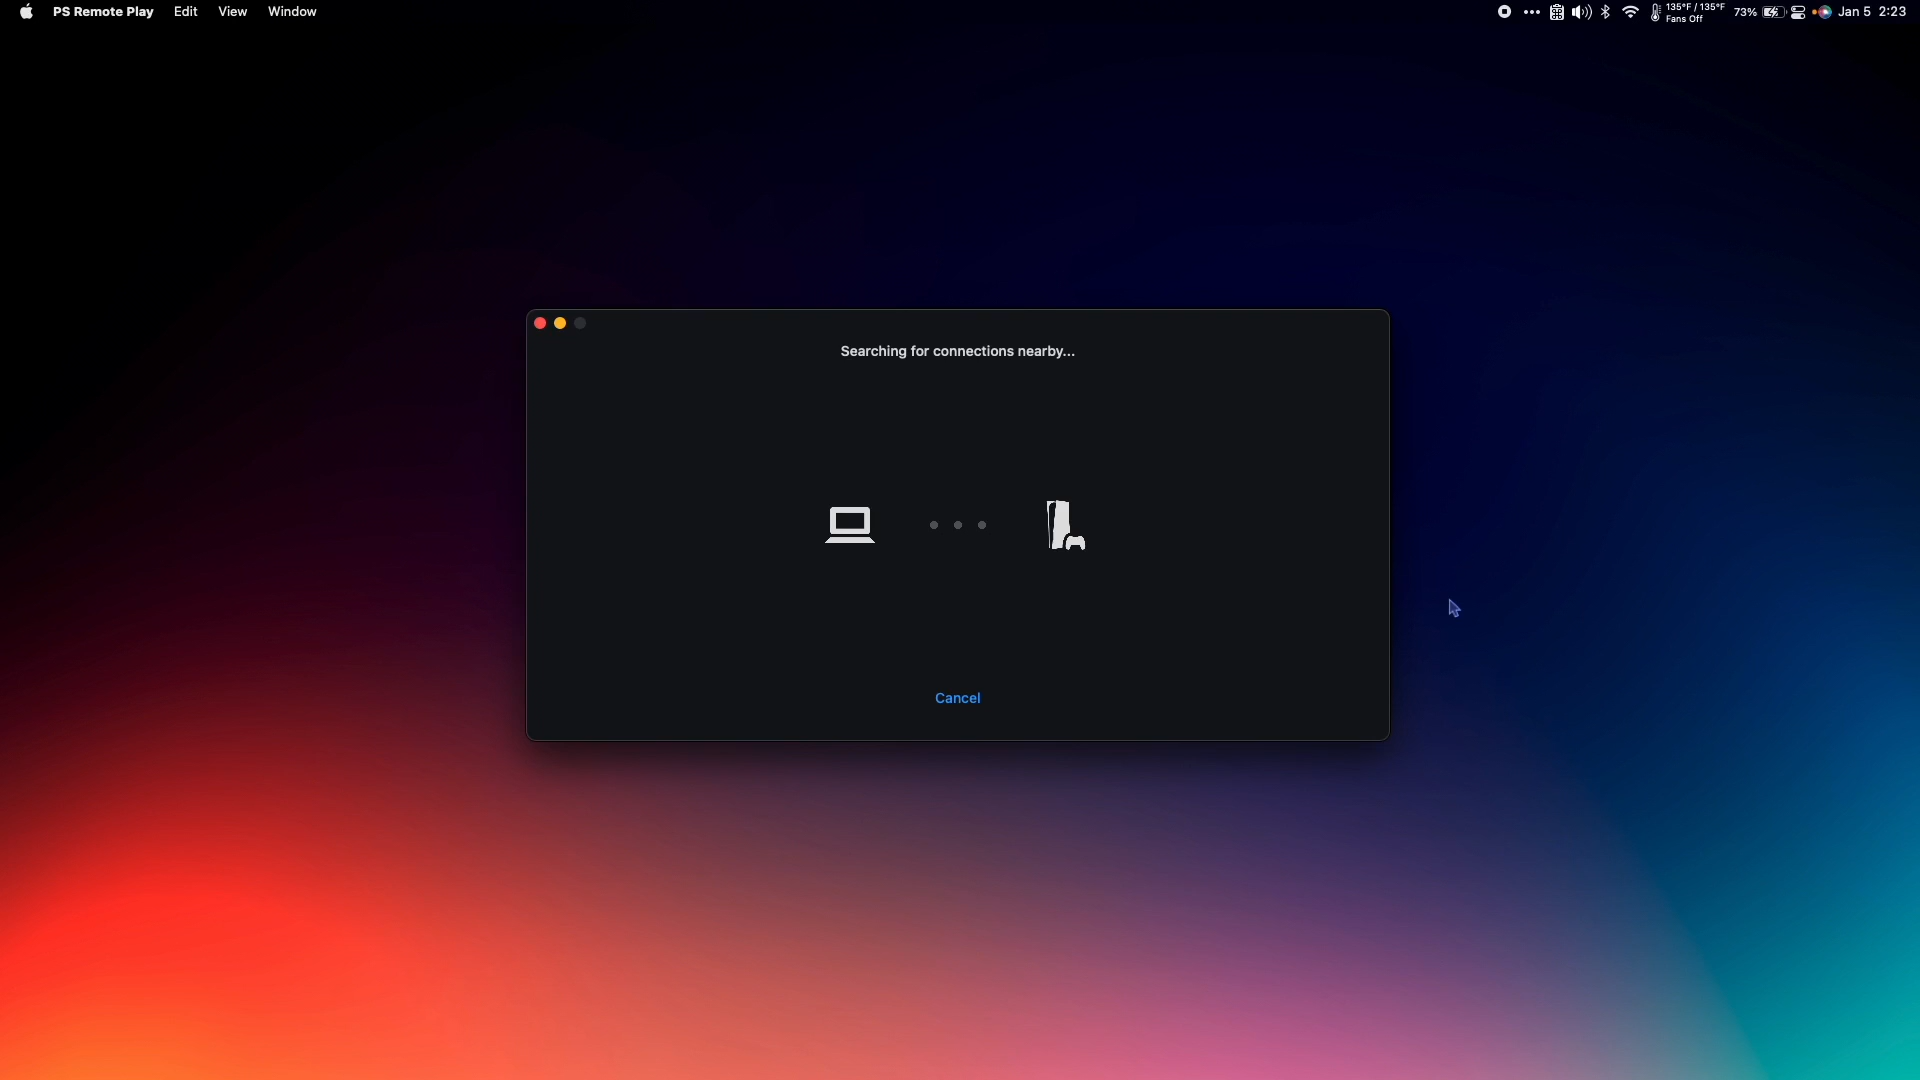 PS Remote Play Edit View Window
135°F / 135°F
Fans Off
73%
Jan 5 2:23
Searching for connections nearby...
Cancel